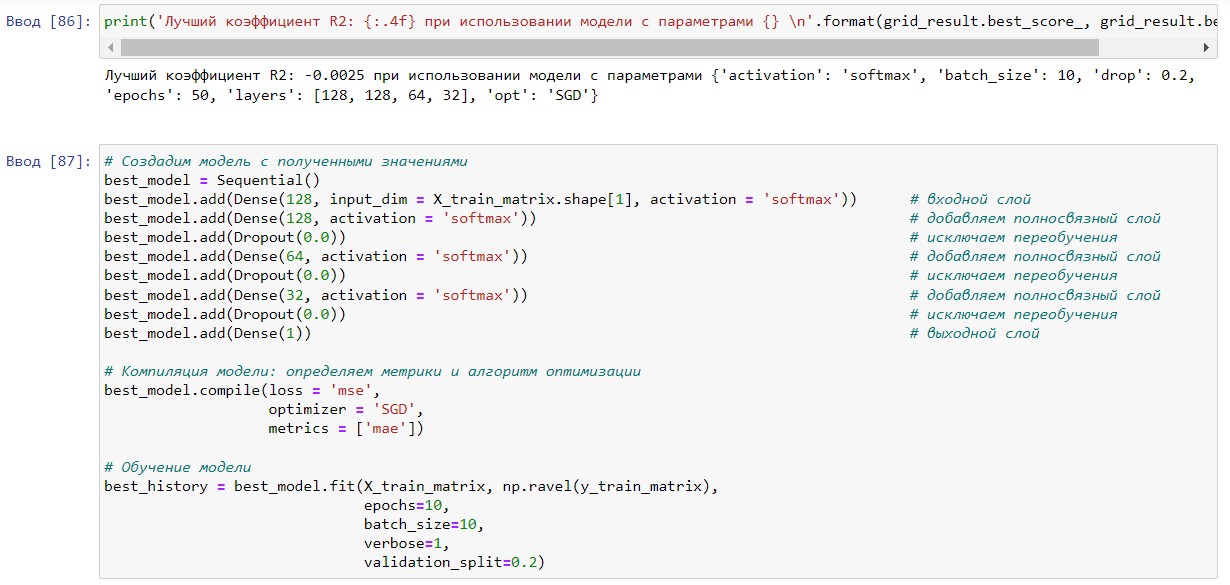 Ввод [86]: print('Лучший коэффициент R2: {:.4f} при использовании модели с параметрами {} \n'.format(grid_result.best_score_, grid_result.be
Лучший коэффициент R2: -0.0025 при использовании модели с параметрами {'activation': 'softmax', 'batch_size': 10, 'drop': 0.2,
'epochs': 50, 'layers': [128, 128, 64, 32], 'opt': 'SGD'}
Ввод [87]: # Создадим модель с полученными значениями
best_model = Sequential()
best_model.add(Dense(128, input_dim = X_train_matrix.shape[1], activation = 'softmax')) # входной слой
best_model.add(Dense(128, activation = 'softmax')) # добавляем полносвязный слой
best_model.add(Dropout(0.0)) # исключаем переобучения
best_model.add(Dense(64, activation = 'softmax')) # добавляем полносвязный слой
best_model.add(Dropout(0.0)) # исключаем переобучения
best_model.add(Dense(32, activation = 'softmax')) # добавляем полносвязный слой
best_model.add(Dropout(0.0)) # исключаем переобучения
best_model.add(Dense(1)) # выходной слой
# Компиляция модели: определяем метрики и алгоритм оптимизации
best_model.compile(loss = 'mse',
optimizer = 'SGD',
metrics = ['mae'])
# Обучение модели
best_history = best_model.fit(X_train_matrix, np.ravel(y_train_matrix),
epochs=10,
batch_size=10,
verbose=1,
validation_split=0.2)